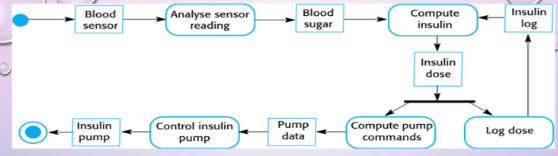 Blood
sensor
Analyse sensor
reading
Blood
sugar
Compute
insulin
Insulin
log
Insulin
dose
Insulin
pump
Control insulin
pump
Pump
data
Compute pump
commands
Log dose